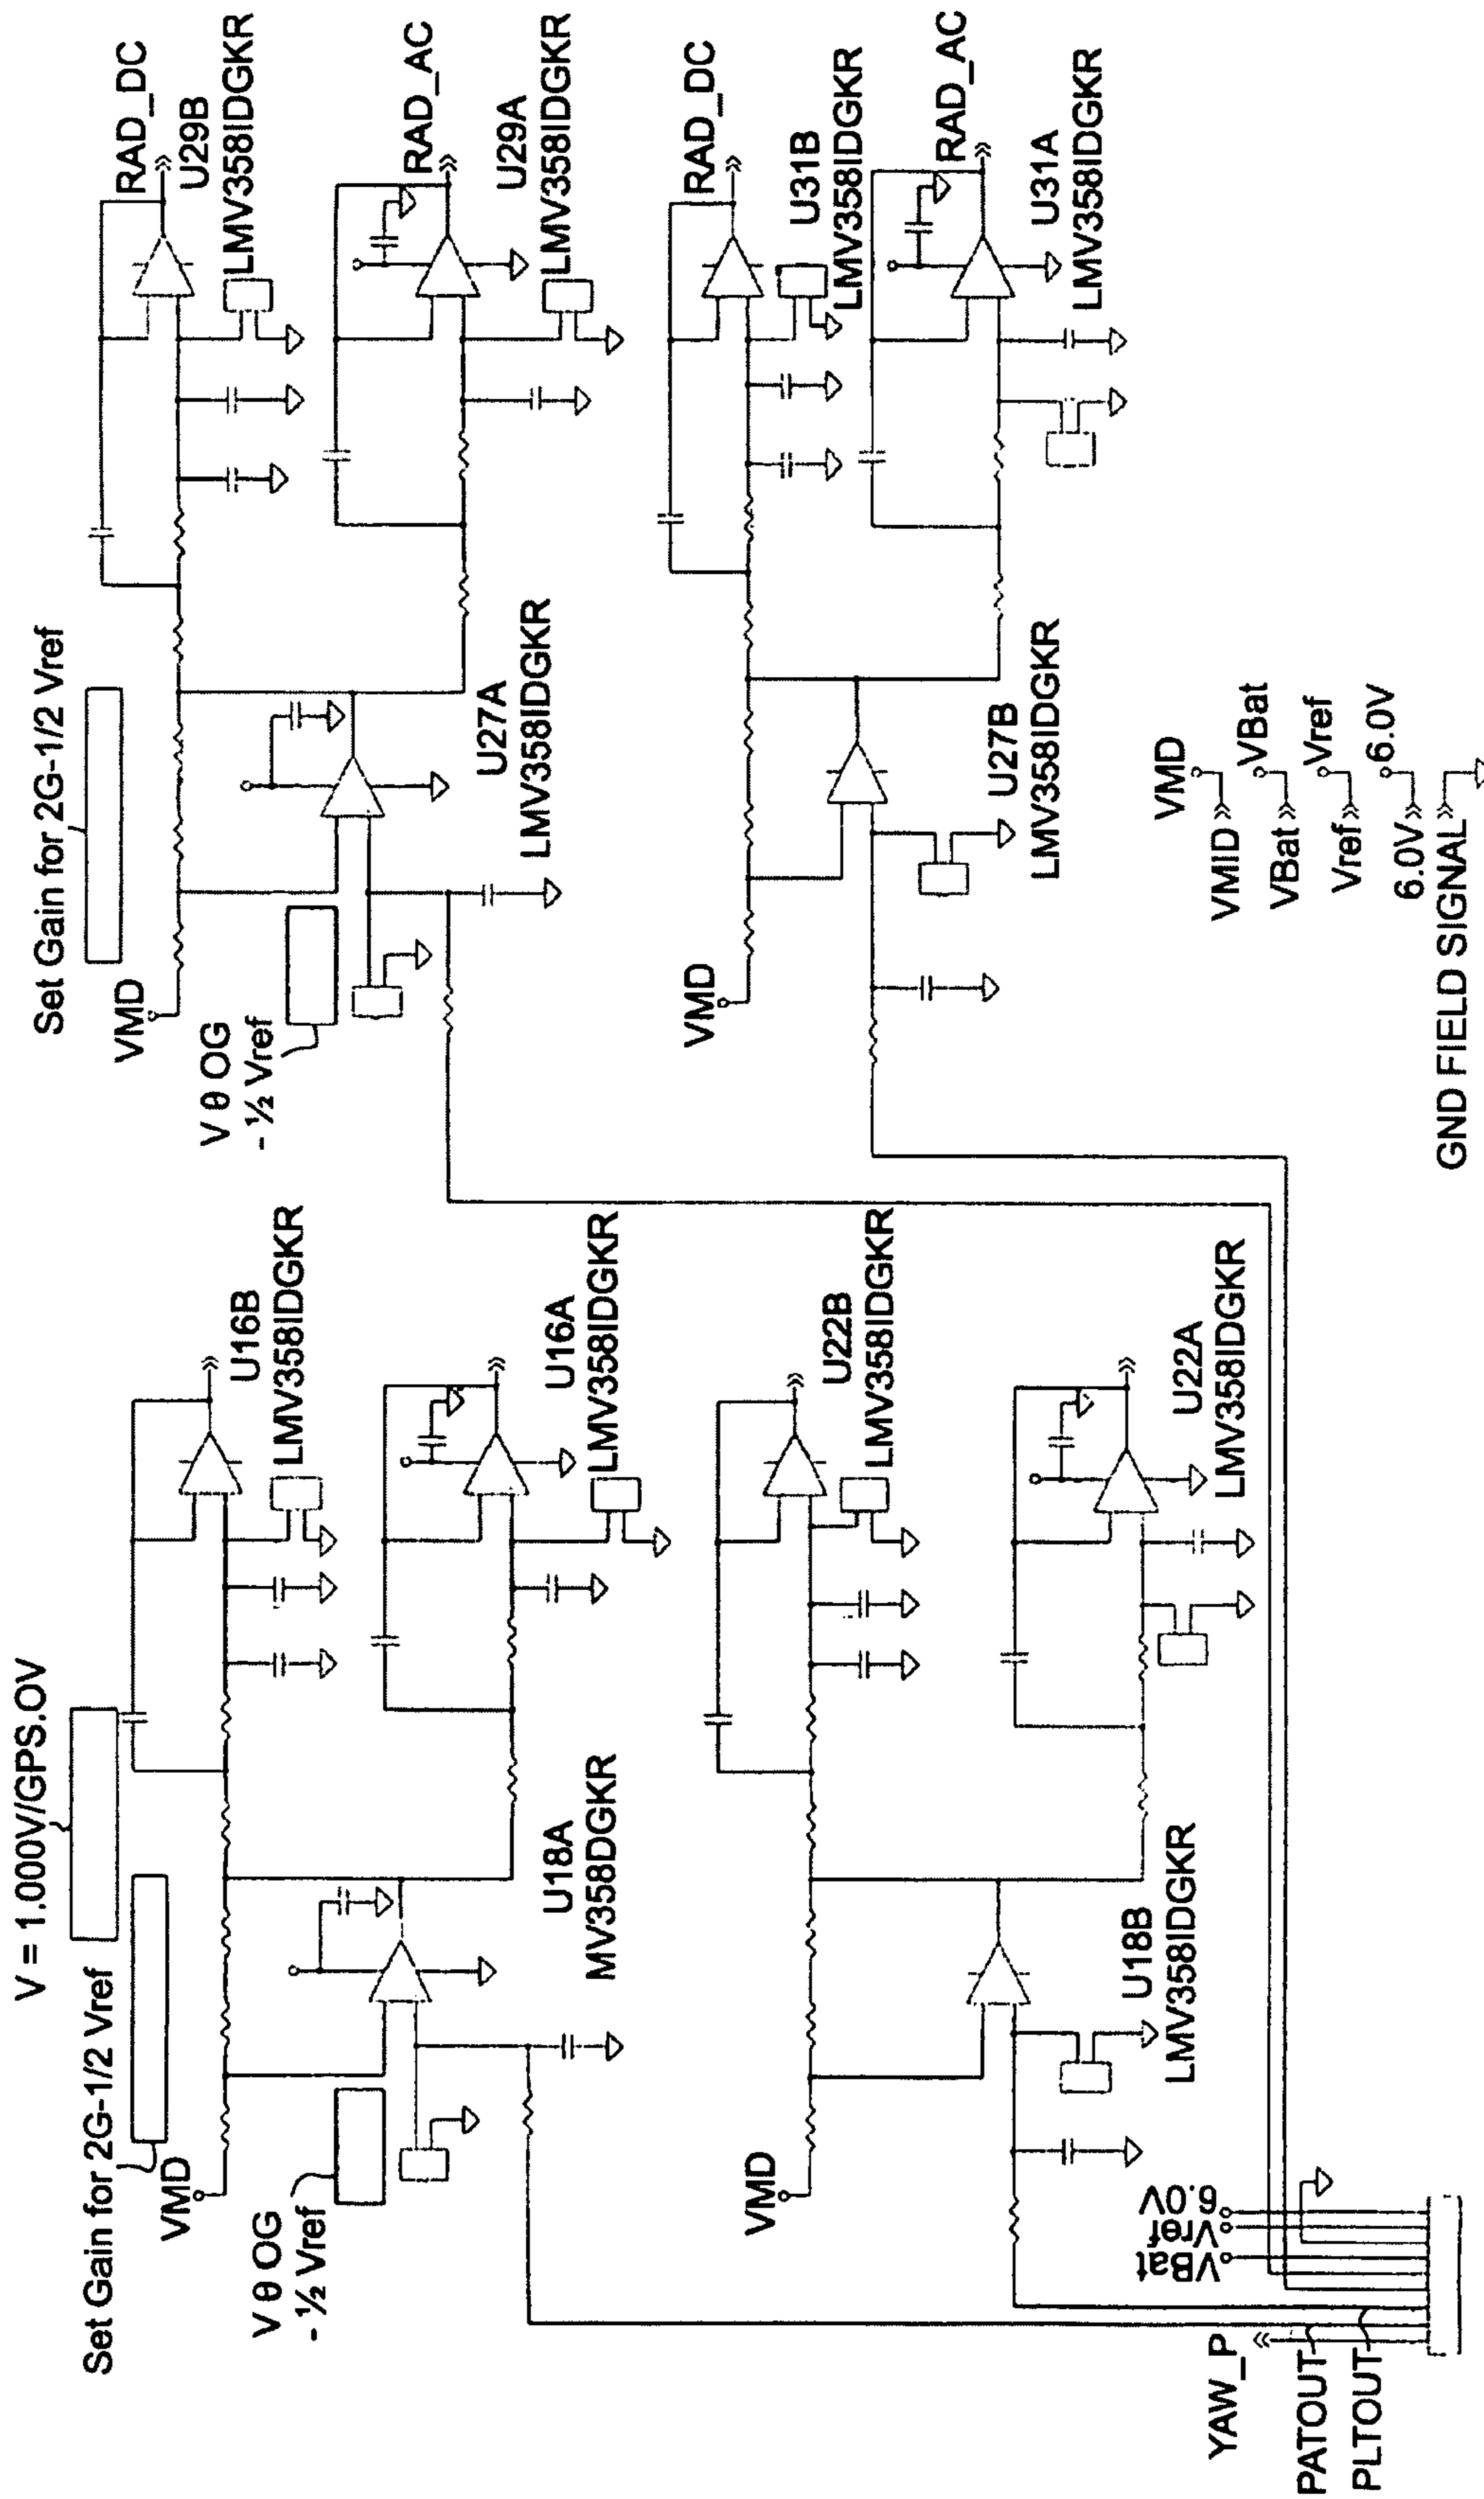 V = 1.000V/GPS.OV
Set Gain for 2G-1/2 Vref
VMD
V θ OG
- ½ Vref
U16B
LMV358IDGKR
U18A
MV358DGKR
U16A
LMV358IDGKR
VMD
U22B
LMV358IDGKR
U18B
LMV358IDGKR
U22A
LMV358IDGKR
YAW_P
PATOUT
PLTOUT
VBat
Vref
6.0V
Set Gain for 2G-1/2 Vref
VMD
V θ OG
- ½ Vref
RAD_DC
U29B
LMV358IDGKR
RAD_AC
U29A
LMV358IDGKR
U27A
LMV358IDGKR
VMD
RAD_DC
U31B
LMV358IDGKR
RAD_AC
U31A
LMV358IDGKR
U27B
LMV358IDGKR
VMD
VMID
VBat
VBat
Vref
Vref
6.0V
6.0V
GND FIELD SIGNAL